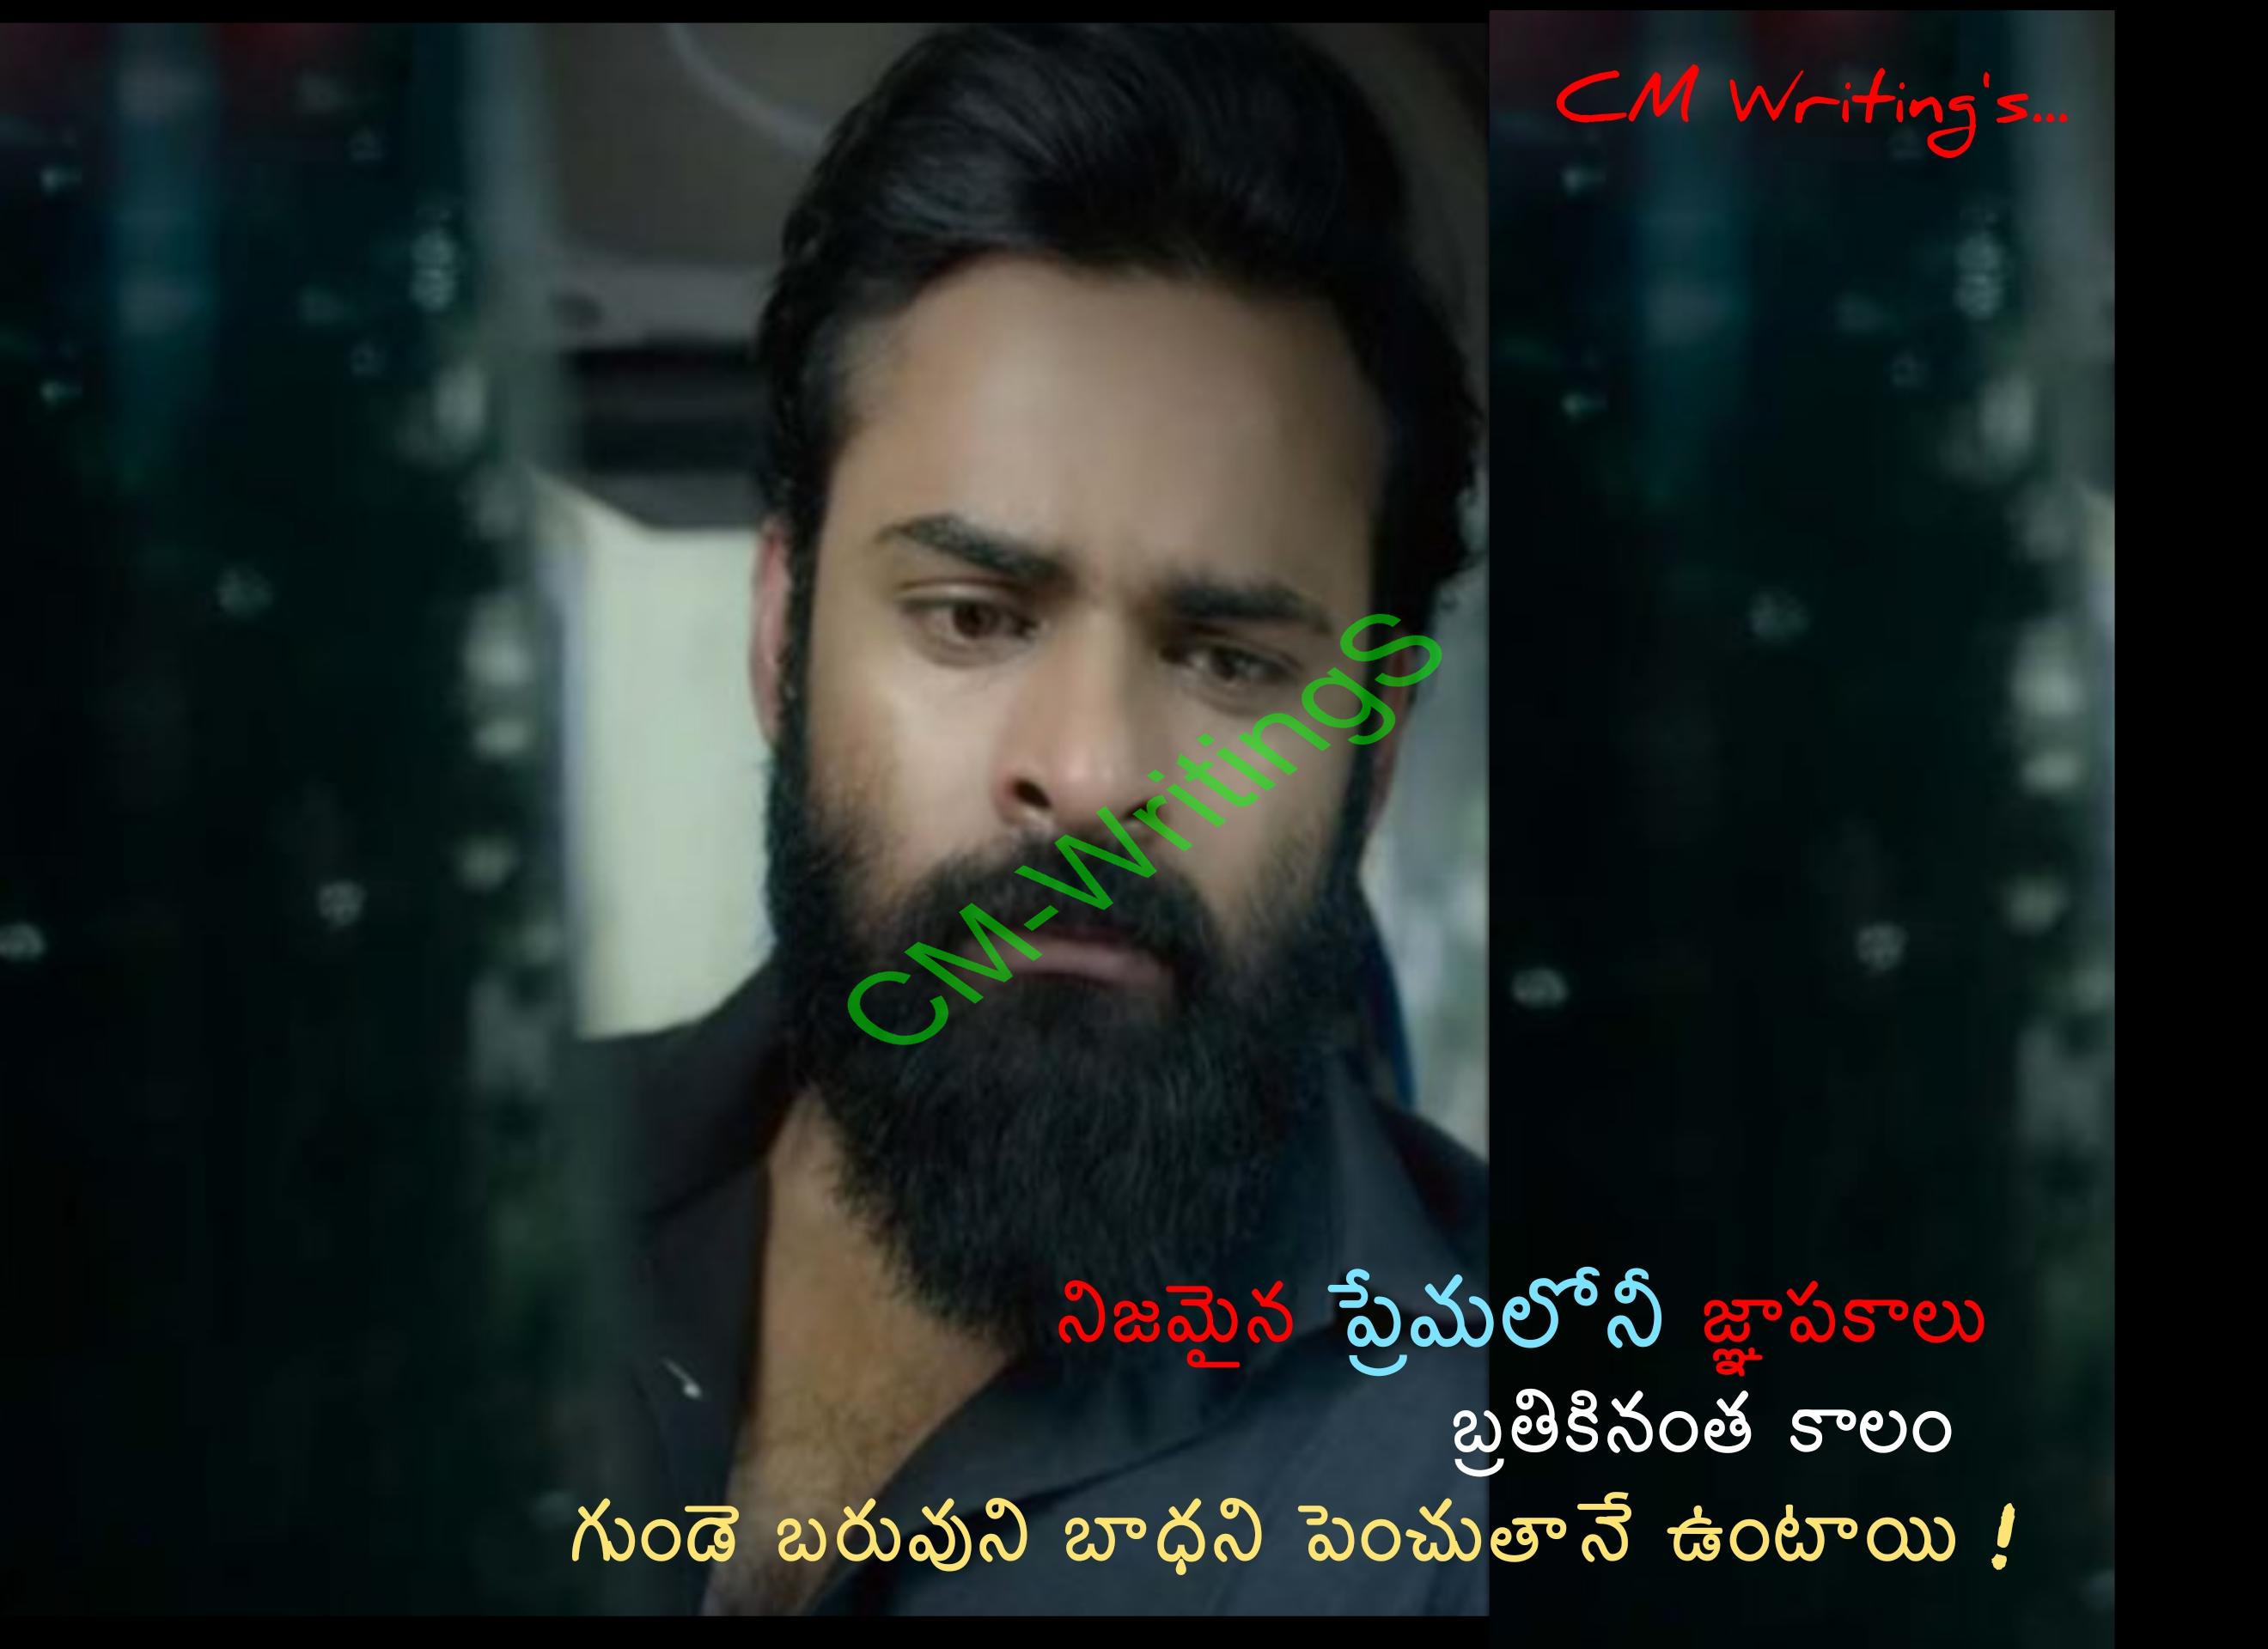 CM Writing's...
CM-WritingS
నిజమైన ప్రేమలోనీ జ్ఞాపకాలు
బ్రతికినంత కాలం
గుండె బరువుని బాధని పెంచుతానే ఉంటాయి !